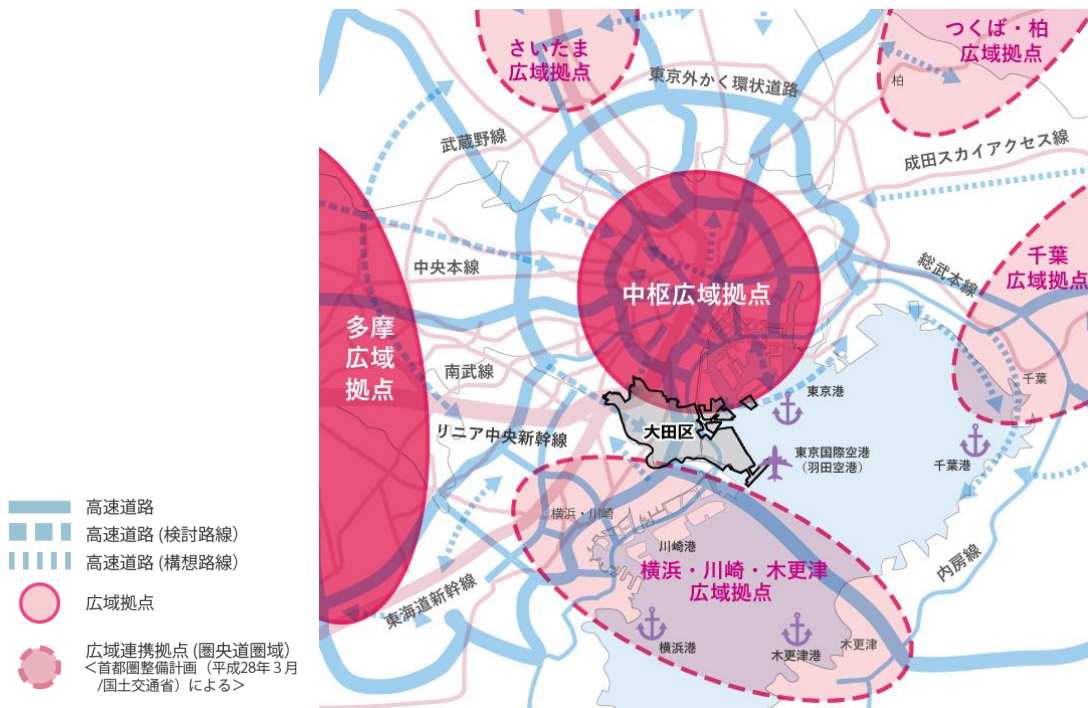 さいたま
広域拠点
つくば・柏
広域拠点
柏
東京外かく環状道路
武蔵野線
成田スカイアクセス線
中央本線
総武本線
千葉
広域拠点
中枢広域拠点
多摩
広域
拠点
南武線
千葉
東京港
リニア中央新幹線
大田区
東京国際空港
(羽田空港)
千葉港
横浜・川崎
川崎港
内房線
横浜・川崎・木更津
広域拠点
東海道新幹線
横浜港
木更津港
木更津
高速道路
高速道路(検討路線)
高速道路(構想路線)
広域拠点
広域連携拠点(圏央道圏域)
<首都圏整備計画(平成28年3月
/国土交通省)による>